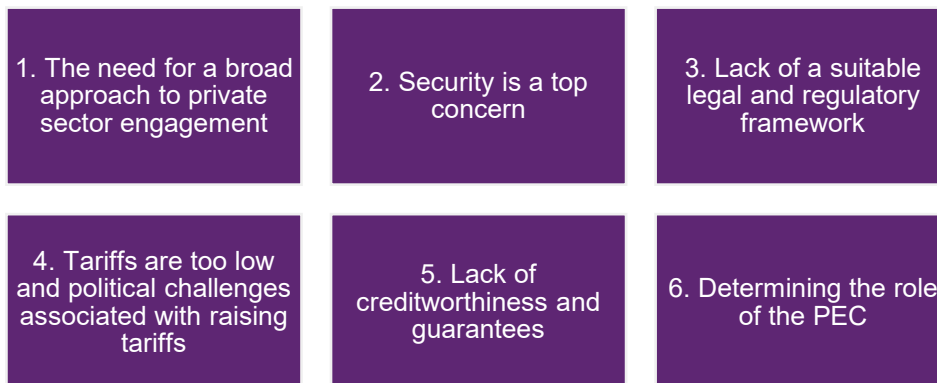 1. The need for a broad
approach to private
sector engagement
2. Security is a top
concern
3. Lack of a suitable
legal and regulatory
framework
4. Tariffs are too low
and political challenges
associated with raising
tariffs
5. Lack of
creditworthiness and
guarantees
6. Determining the role
of the PEC